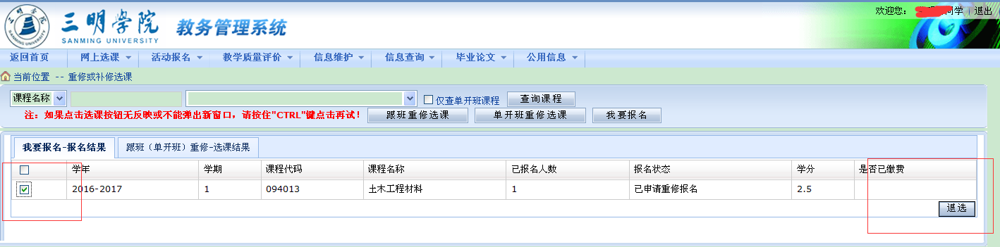 欢迎您： 同学 | 退出
三明学院 教务管理系统
SANMING UNIVERSITY
返回首页 网上选课 活动报名 教学质量评价 信息维护 信息查询 毕业论文 公用信息
当前位置 -- 重修或补修选课
课程名称 仅查单开班课程 查询课程
注：如果点击选课按钮无反映或不能弹出新窗口，请按住"CTRL"键点击再试！ 跟班重修选课 单开班重修选课 我要报名
我要报名-报名结果 跟班（单开班）重修-选课结果
学年 学期 课程代码 课程名称 已报名人数 报名状态 学分 是否已缴费
2016-2017 1 094013 土木工程材料 1 已申请重修报名 2.5
退选